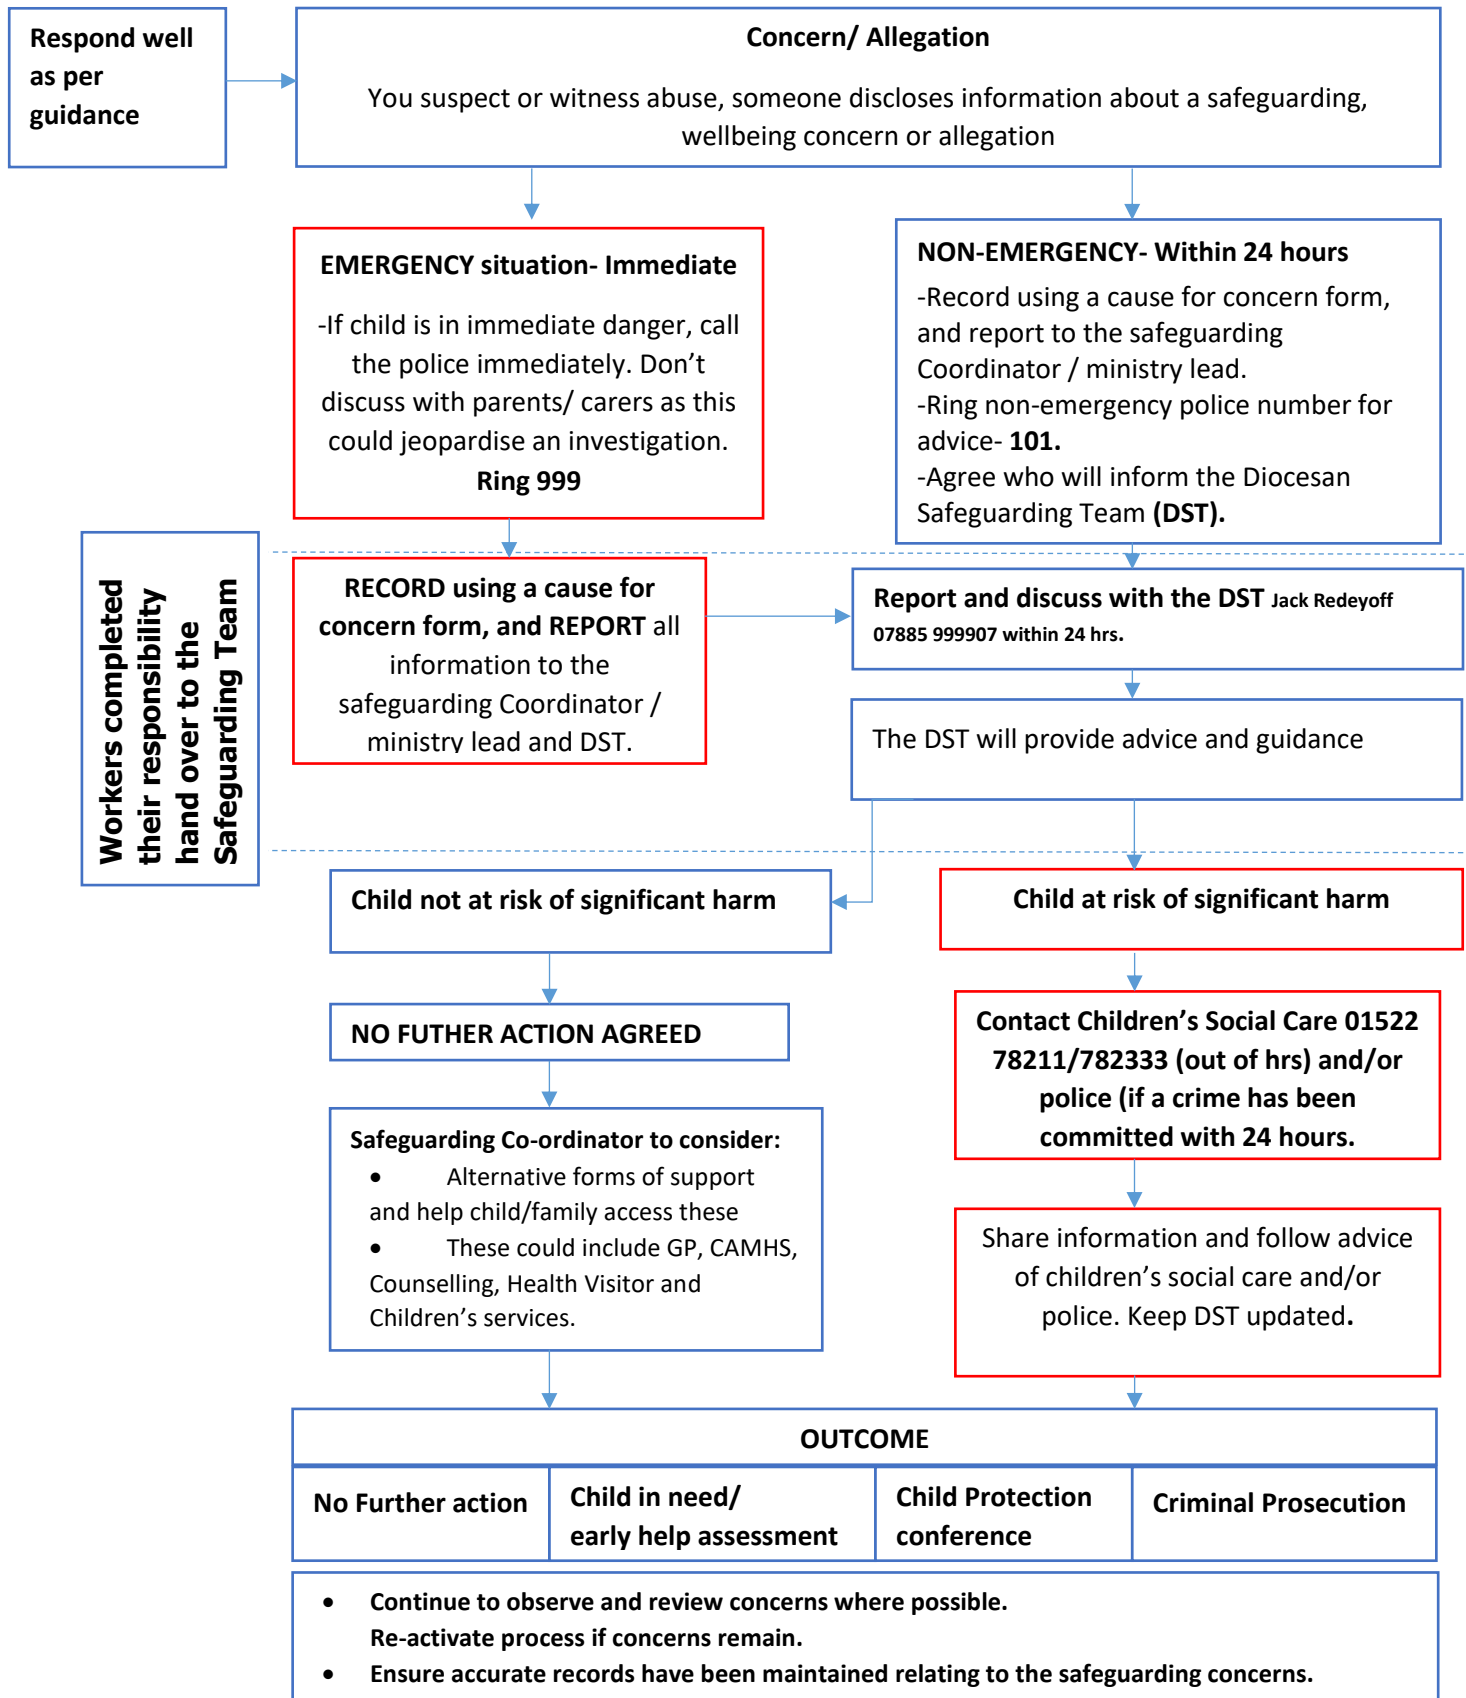 Respond well
as per
guidance
Concern/ Allegation
You suspect or witness abuse, someone discloses information about a safeguarding,
wellbeing concern or allegation
EMERGENCY situation- Immediate
-If child is in immediate danger, call
the police immediately. Don’t
discuss with parents/ carers as this
could jeopardise an investigation.
Ring 999
NON-EMERGENCY- Within 24 hours
-Record using a cause for concern form,
and report to the safeguarding
Coordinator / ministry lead.
-Ring non-emergency police number for
advice- 101.
-Agree who will inform the Diocesan
Safeguarding Team (DST).
Workers completed
their responsibility
hand over to the
Safeguarding Team
RECORD using a cause for
concern form, and REPORT all
information to the
safeguarding Coordinator /
ministry lead and DST.
Report and discuss with the DST Jack Redeyoff
07885 999907 within 24 hrs.
The DST will provide advice and guidance
Child not at risk of significant harm
Child at risk of significant harm
NO FUTHER ACTION AGREED
Contact Children’s Social Care 01522
78211/782333 (out of hrs) and/or
police (if a crime has been
committed with 24 hours.
Safeguarding Co-ordinator to consider:
• Alternative forms of support
and help child/family access these
• These could include GP, CAMHS,
Counselling, Health Visitor and
Children’s services.
Share information and follow advice
of children’s social care and/or
police. Keep DST updated.
OUTCOME
No Further action
Child in need/
early help assessment
Child Protection
conference
Criminal Prosecution
• Continue to observe and review concerns where possible.
Re-activate process if concerns remain.
• Ensure accurate records have been maintained relating to the safeguarding concerns.